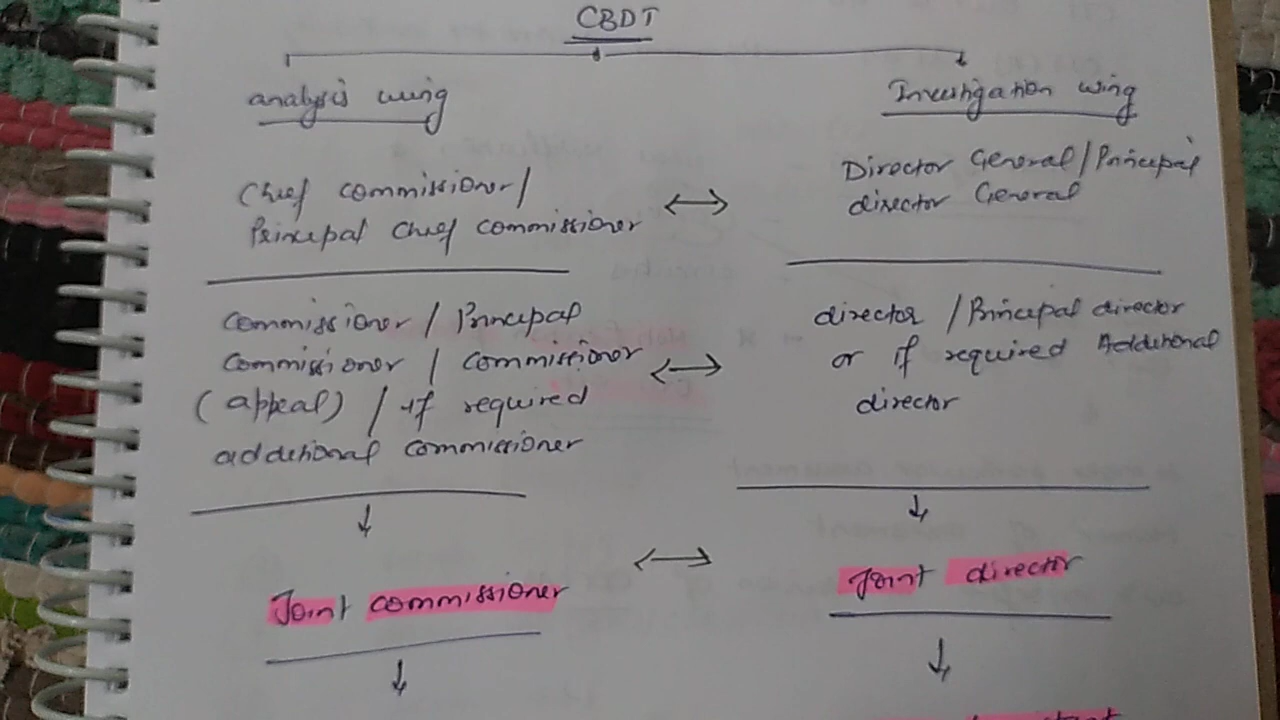 CBDT
analysis wing
Investigation wing
Chief commissioner/
Principal Chief commissioner
Director General/Principal
director General
commissioner / Principal
commissioner / commissioner
(appeal) / if required
additional commissioner
director /Principal director
or if required Additional
director
Joint commissioner
Joint director